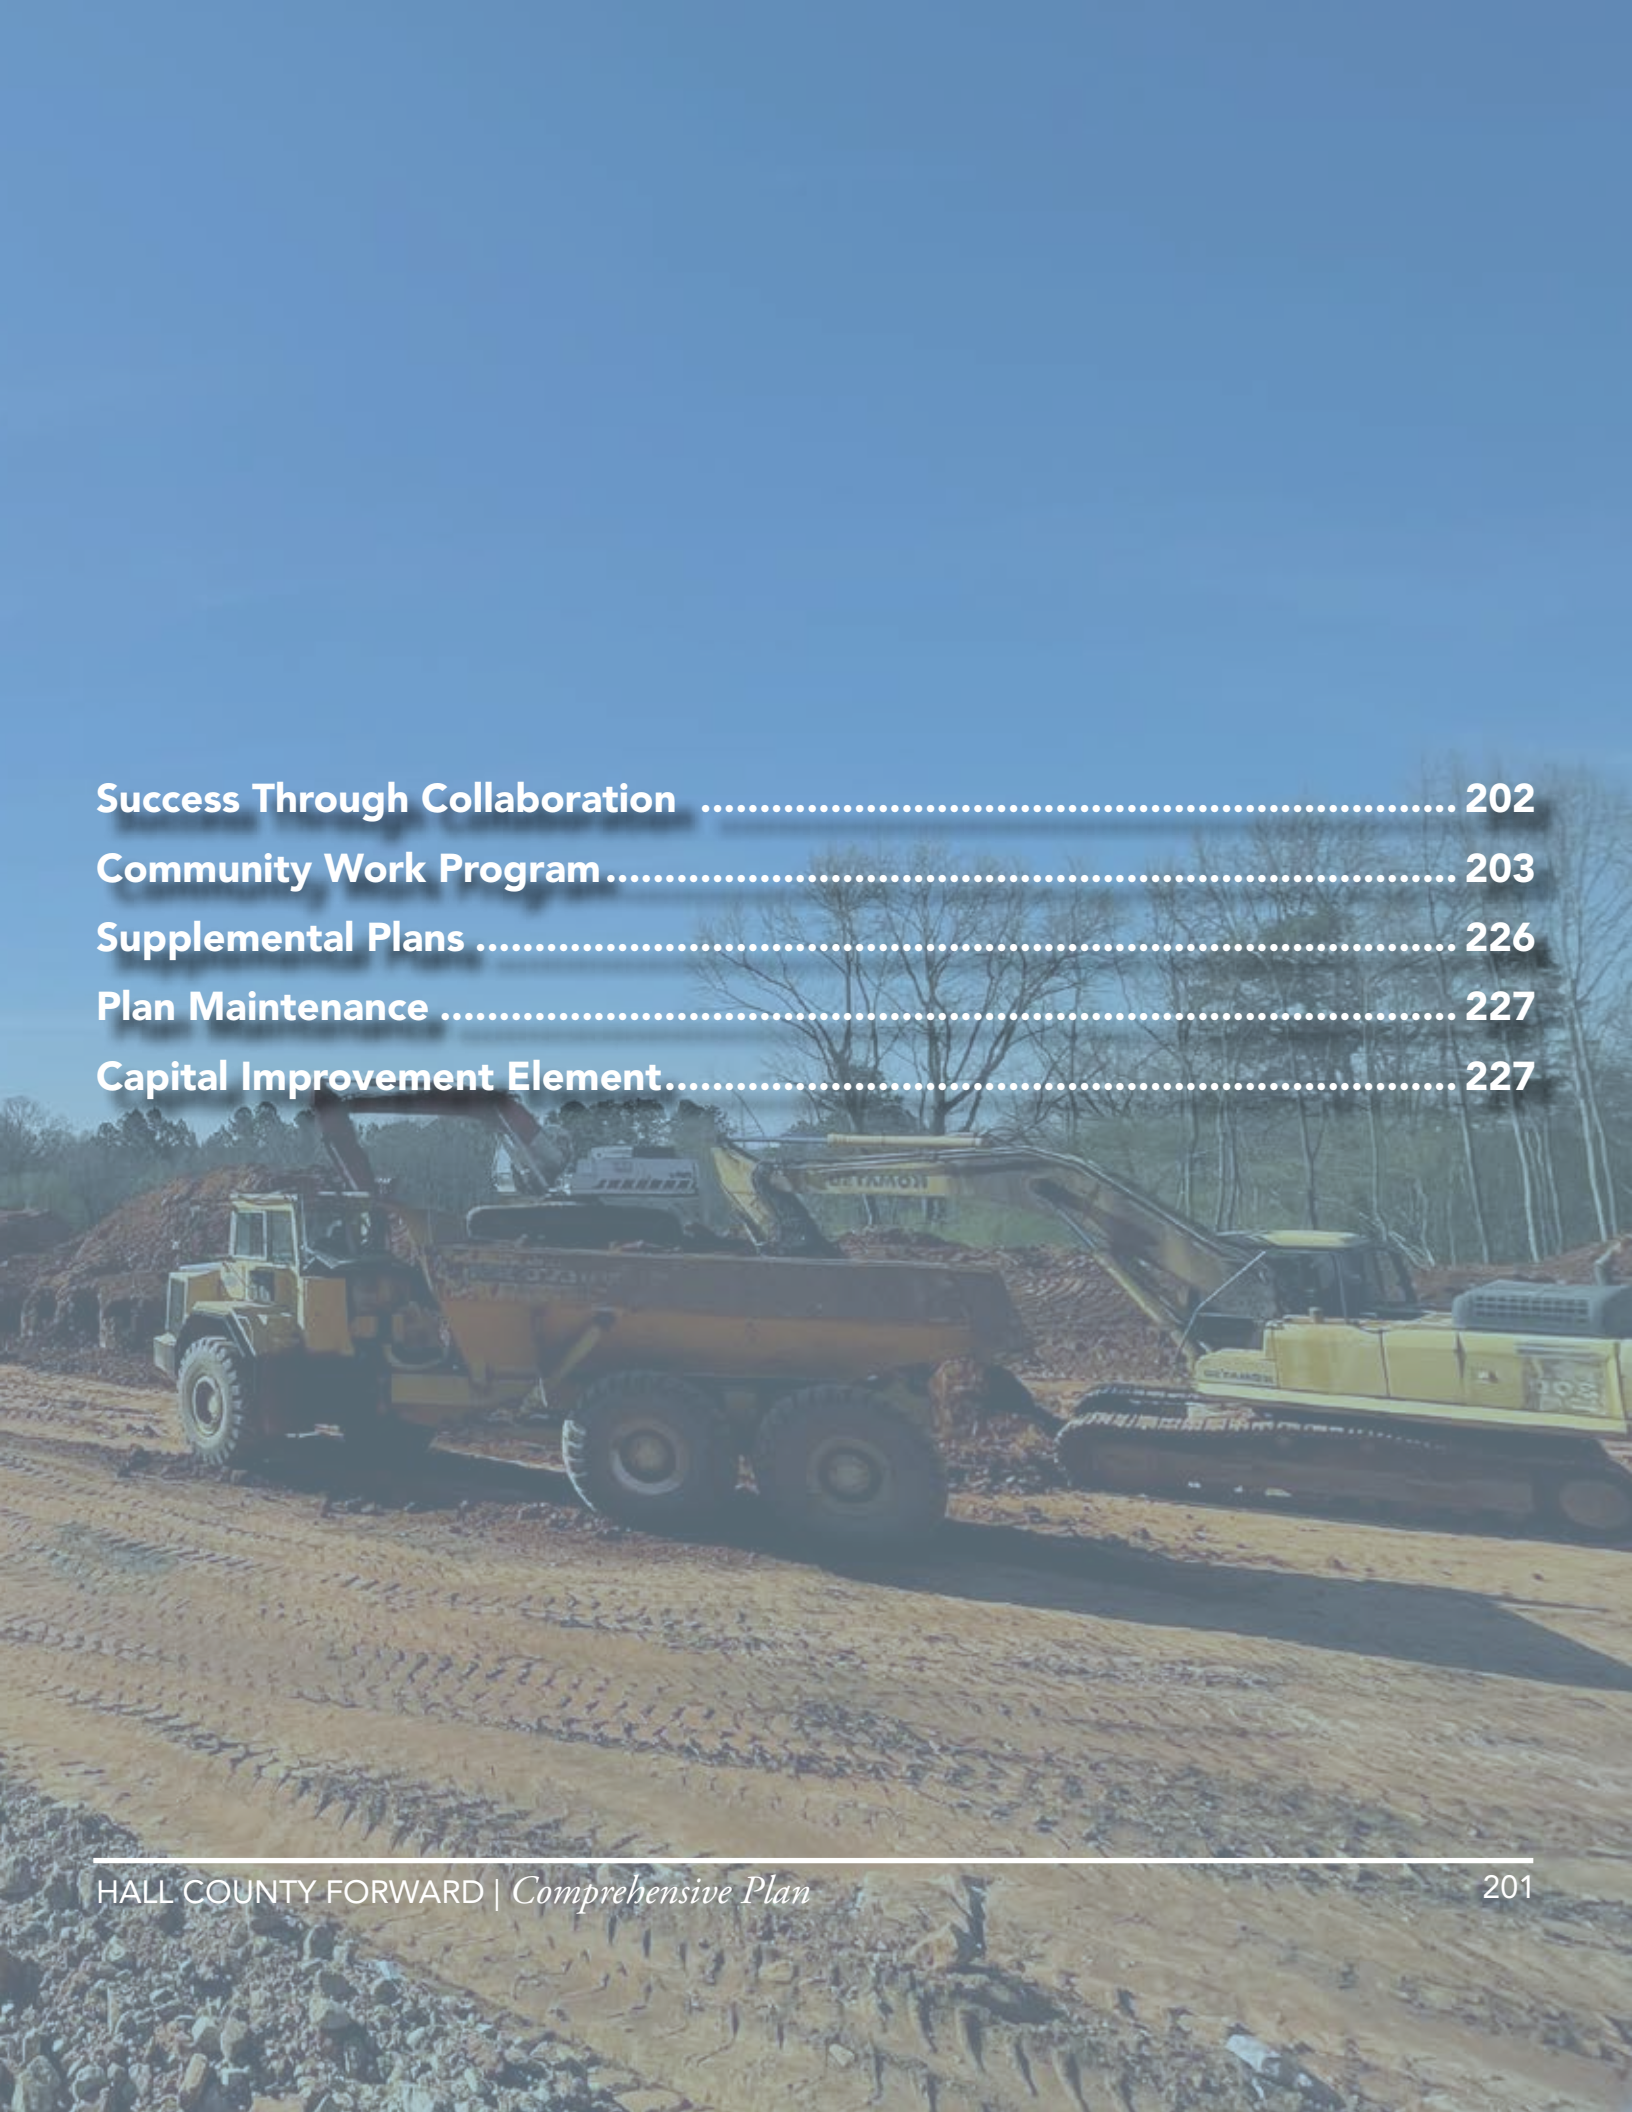 Success Through Collaboration ................................................................ 202
Community Work Program........................................................................ 203
Supplemental Plans ................................................................................... 226
Plan Maintenance ...................................................................................... 227
Capital Improvement Element................................................................... 227
HALL COUNTY FORWARD | Comprehensive Plan
201